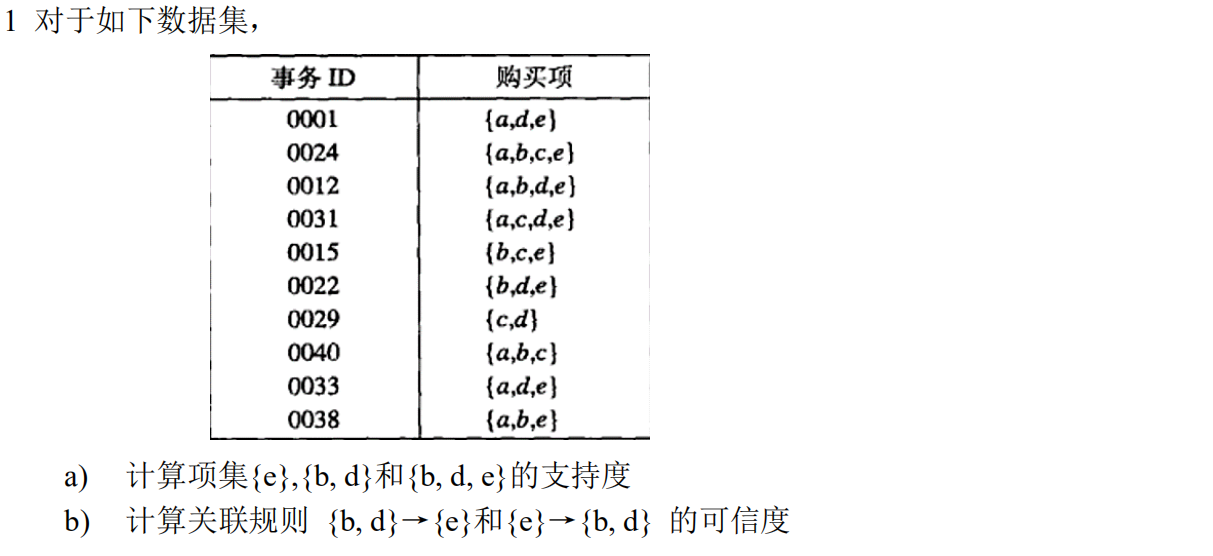 1 对于如下数据集，
事务 ID 购买项
0001 {a,d,e}
0024 {a,b,c,e}
0012 {a,b,d,e}
0031 {a,c,d,e}
0015 {b,c,e}
0022 {b,d,e}
0029 {c,d}
0040 {a,b,c}
0033 {a,d,e}
0038 {a,b,e}
a) 计算项集{e},{b, d}和{b, d, e}的支持度
b) 计算关联规则 {b, d}→{e}和{e}→{b, d} 的可信度